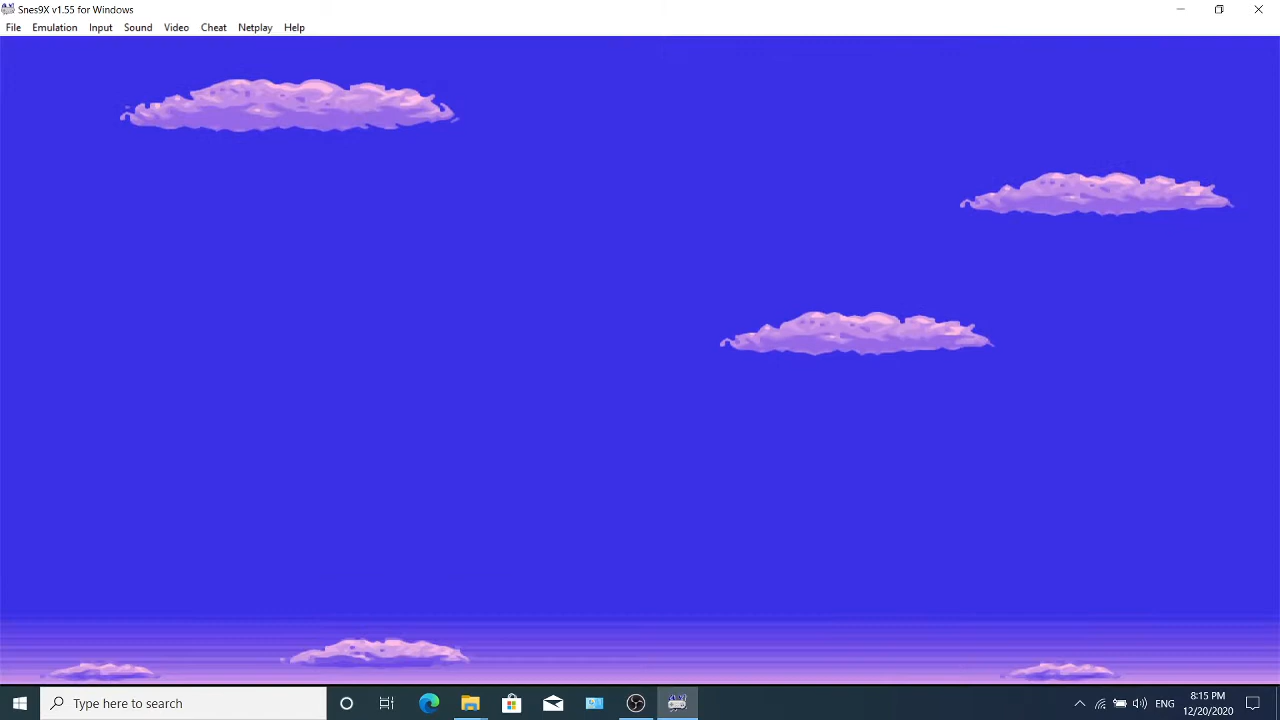 Snes9X v1.55 for Windows
File Emulation Input Sound Video Cheat Netplay Help
Type here to search
ENG
8:15 PM
12/20/2020